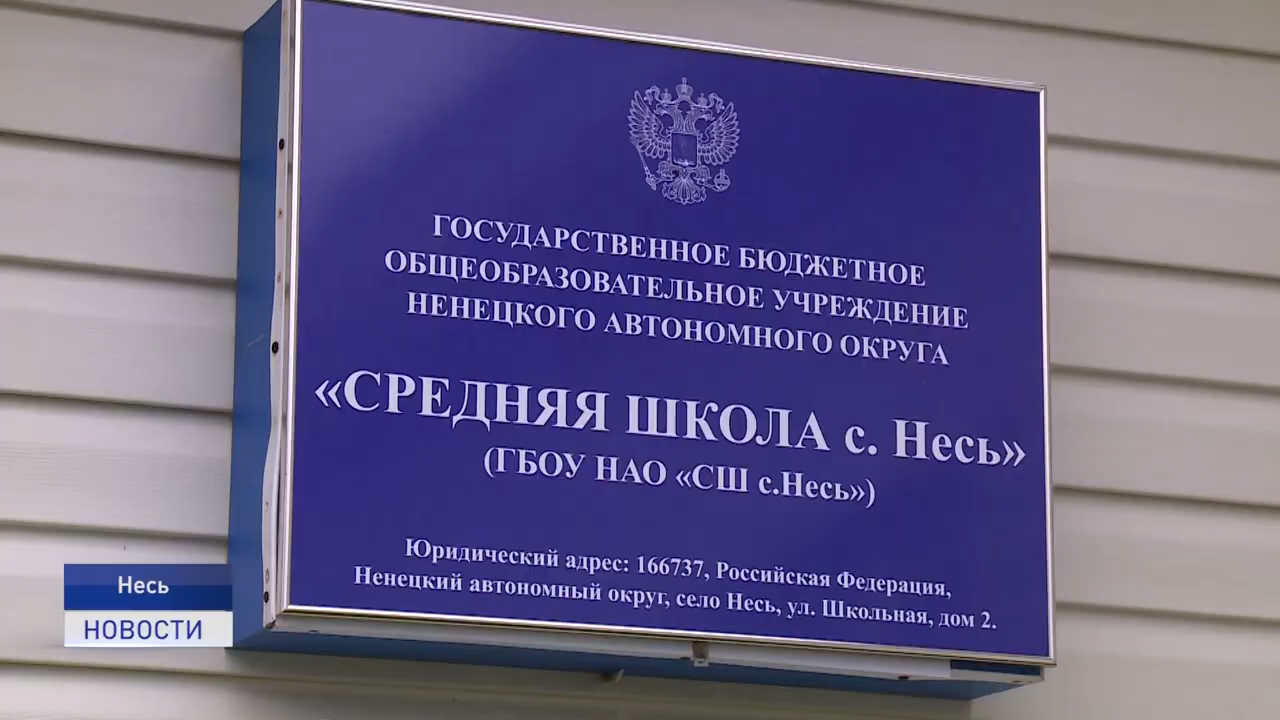 ГОСУДАРСТВЕННОЕ БЮДЖЕТНОЕ
ОБЩЕОБРАЗОВАТЕЛЬНОЕ УЧРЕЖДЕНИЕ
НЕНЕЦКОГО АВТОНОМНОГО ОКРУГА
«СРЕДНЯЯ ШКОЛА с. Несь»
(ГБОУ НАО «СШ с.Несь»)
Юридический адрес: 166737, Российская Федерация,
Ненецкий автономный округ, село Несь, ул. Школьная, дом 2.
Несь
НОВОСТИ